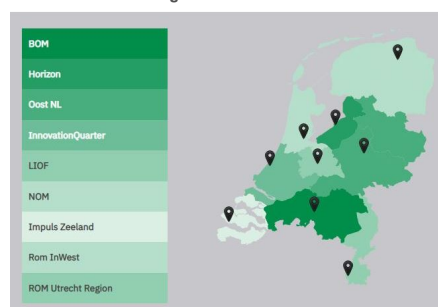 BOM
Horizon
Oost NL
InnovationQuarter
LIOF
NOM
Impuls Zeeland
Rom InWest
ROM Utrecht Region